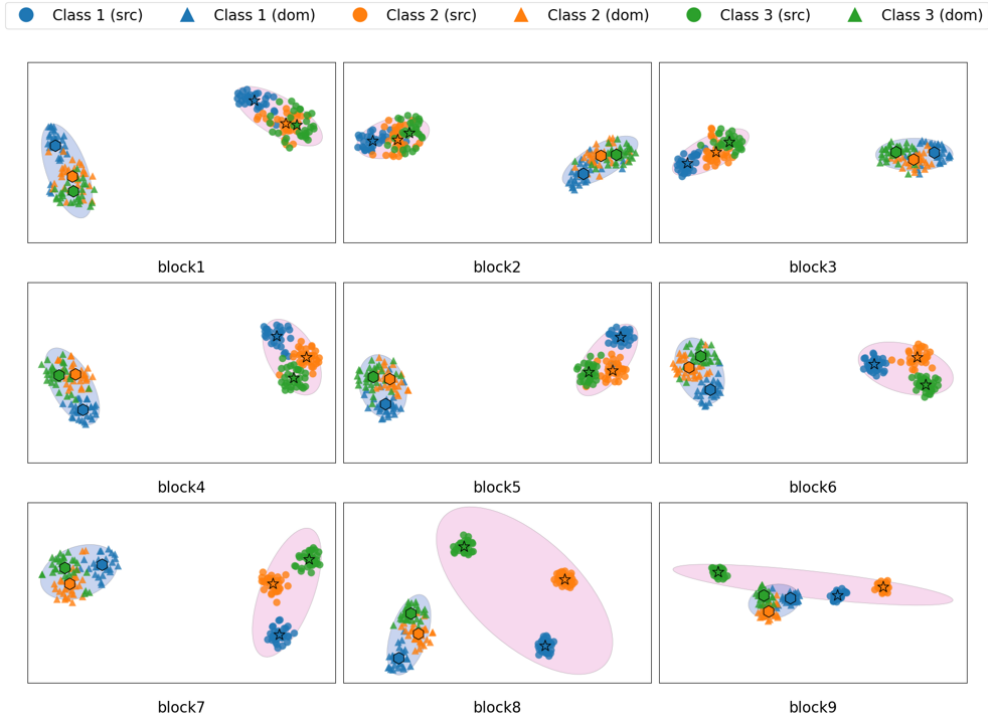 Class 1 (src) Class 1 (dom) Class 2 (src) Class 2 (dom) Class 3 (src) Class 3 (dom)
block1 block2 block3
block4 block5 block6
block7 block8 block9